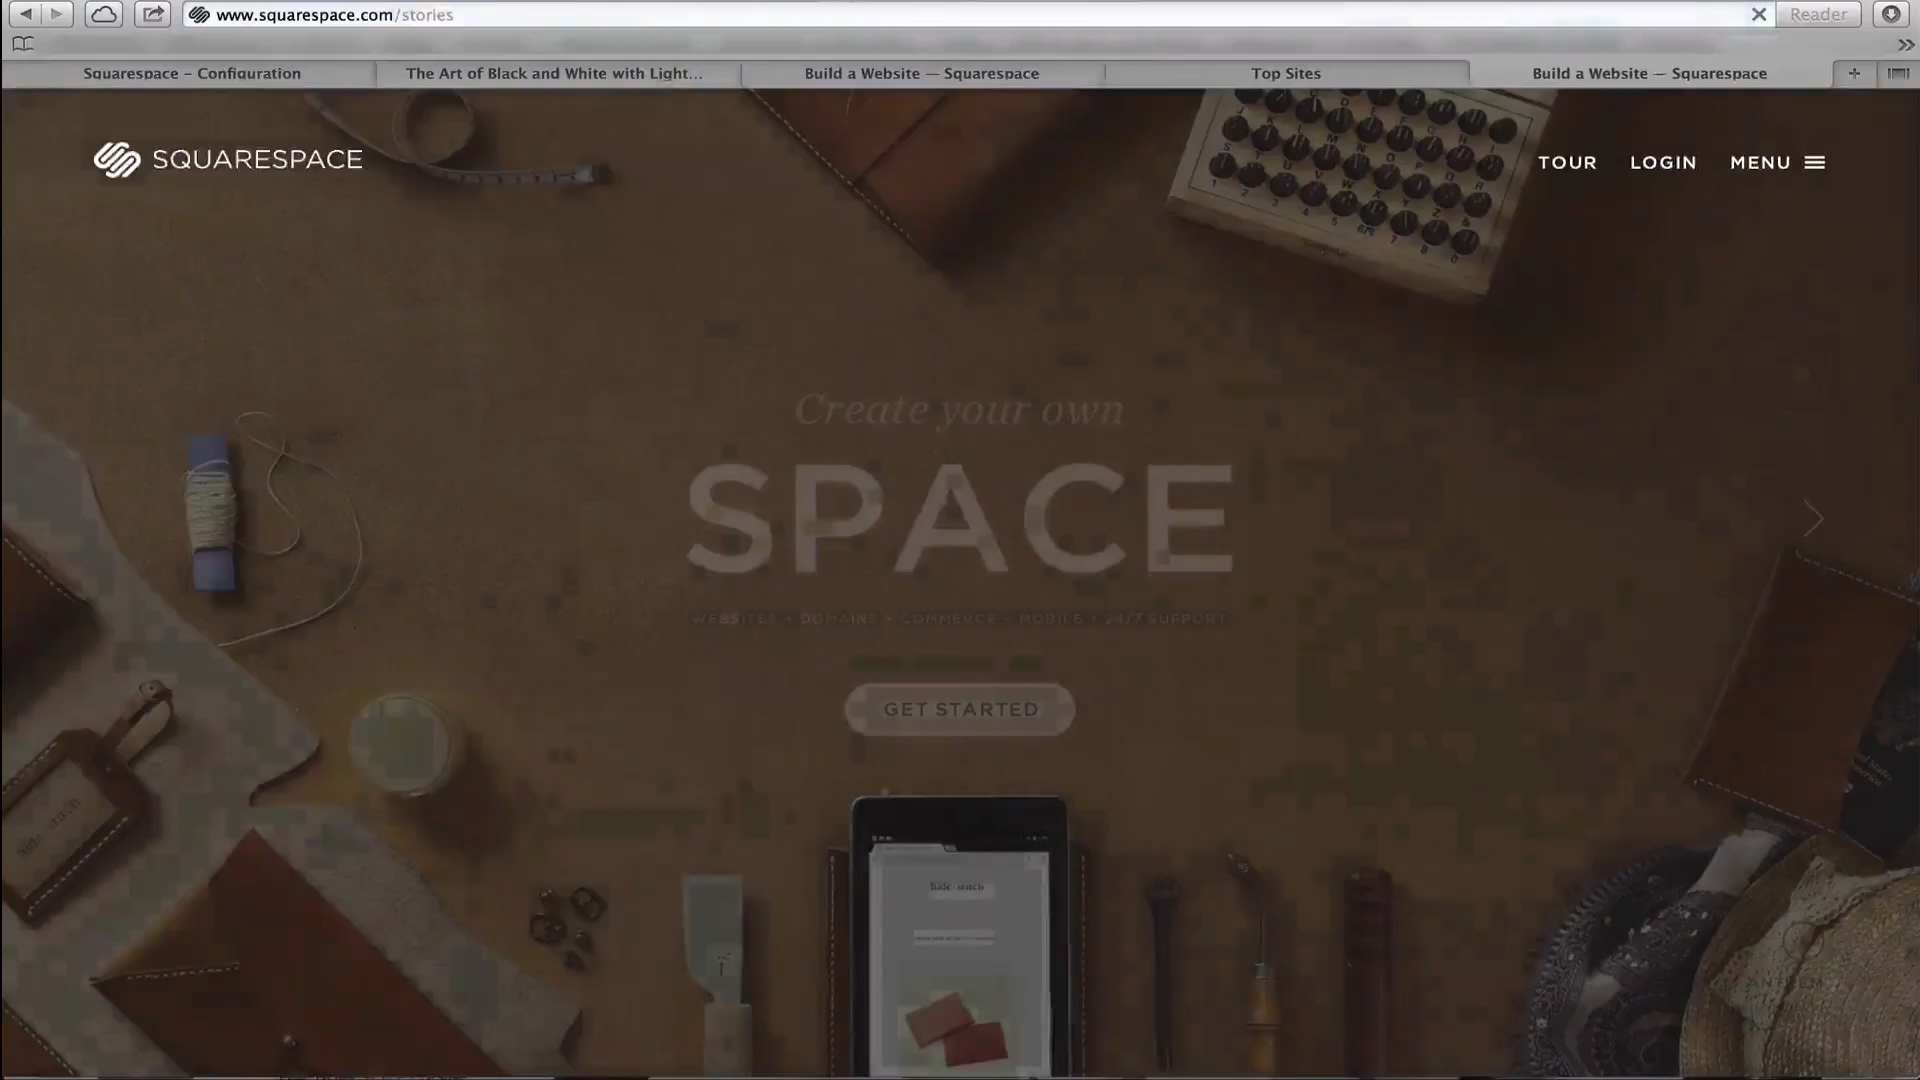 www.squarespace.com/stories
Reader
Squarespace - Configuration
The Art of Black and White with Light...
Build a Website — Squarespace
Top Sites
Build a Website — Squarespace
SQUARESPACE
TOUR
LOGIN
MENU
Create your own
SPACE
WEBSITES • DOMAINS • COMMERCE • MOBILE • 24/7 SUPPORT
GET STARTED
hide·stitch